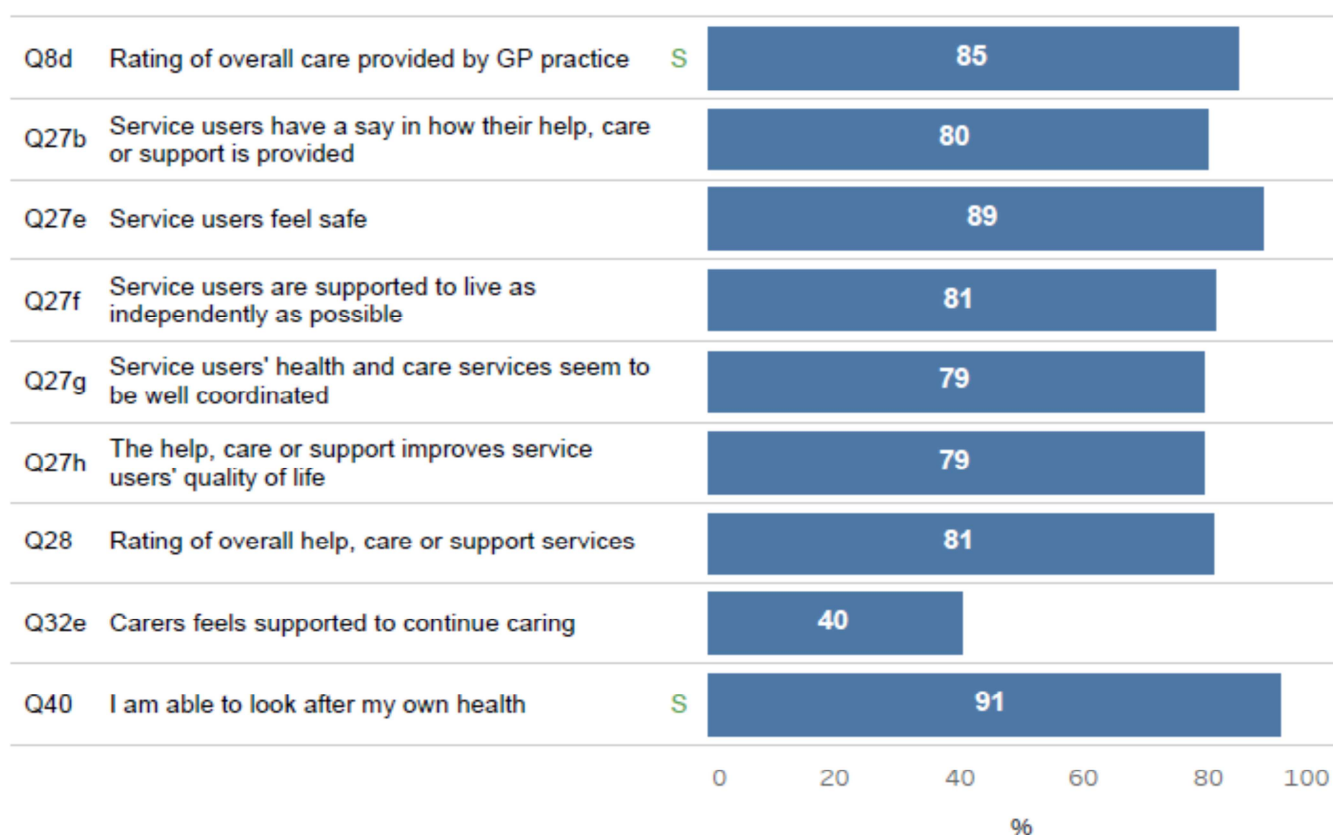 Q8d Rating of overall care provided by GP practice S 85
Q27b Service users have a say in how their help, care
or support is provided 80
Q27e Service users feel safe 89
Q27f Service users are supported to live as
independently as possible 81
Q27g Service users' health and care services seem to
be well coordinated 79
Q27h The help, care or support improves service
users' quality of life 79
Q28 Rating of overall help, care or support services 81
Q32e Carers feels supported to continue caring 40
Q40 I am able to look after my own health S 91
0 20 40 60 80 100
%